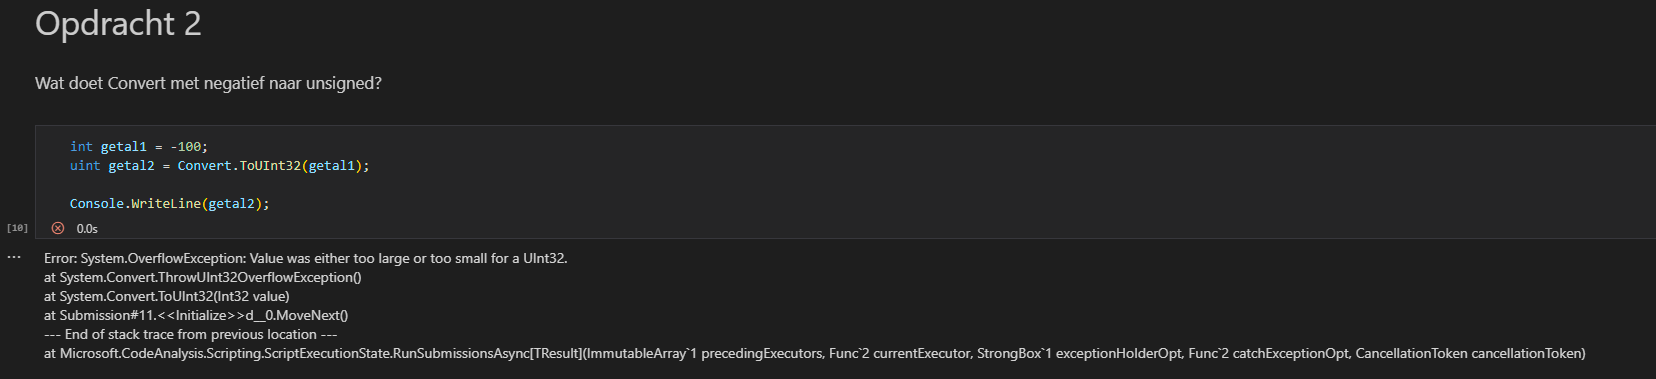 Opdracht 2
Wat doet Convert met negatief naar unsigned?
int getal1 = -100;
uint getal2 = Convert.ToUInt32(getal1);
Console.WriteLine(getal2);
[10] 0.0s
... Error: System.OverflowException: Value was either too large or too small for a UInt32.
at System.Convert.ThrowUInt32OverflowException()
at System.Convert.ToUInt32(Int32 value)
at Submission#11.<<Initialize>>d__0.MoveNext()
--- End of stack trace from previous location ---
at Microsoft.CodeAnalysis.Scripting.ScriptExecutionState.RunSubmissionsAsync[TResult](ImmutableArray`1 precedingExecutors, Func`2 currentExecutor, StrongBox`1 exceptionHolderOpt, Func`2 catchExceptionOpt, CancellationToken cancellationToken)